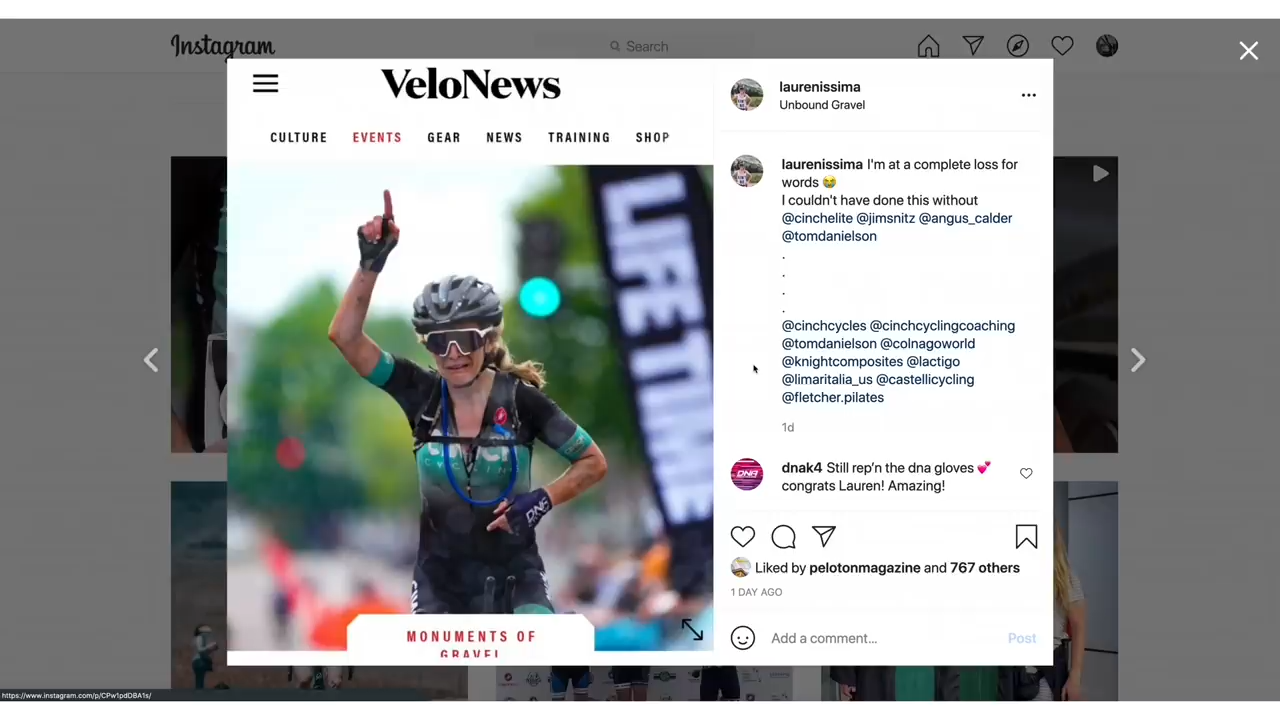 Instagram
Search
VeloNews
CULTURE EVENTS GEAR NEWS TRAINING SHOP
LIFETIME
CYCLING
DNA
MONUMENTS OF
GRAVEL
laurenissima
Unbound Gravel
laurenissima I'm at a complete loss for
words 😭
I couldn't have done this without
@cinchelite @jimsnitz @angus_calder
@tomdanielson
.
.
.
.
@cinchcycles @cinchcyclingcoaching
@tomdanielson @colnagoworld
@knightcomposites @lactigo
@limaritalia_us @castellicycling
@fletcher.pilates
1d
DNA
dnak4 Still rep'n the dna gloves 💕
congrats Lauren! Amazing!
Liked by pelotonmagazine and 767 others
1 DAY AGO
Add a comment... Post
https://www.instagram.com/p/CPw1pdDBA1s/